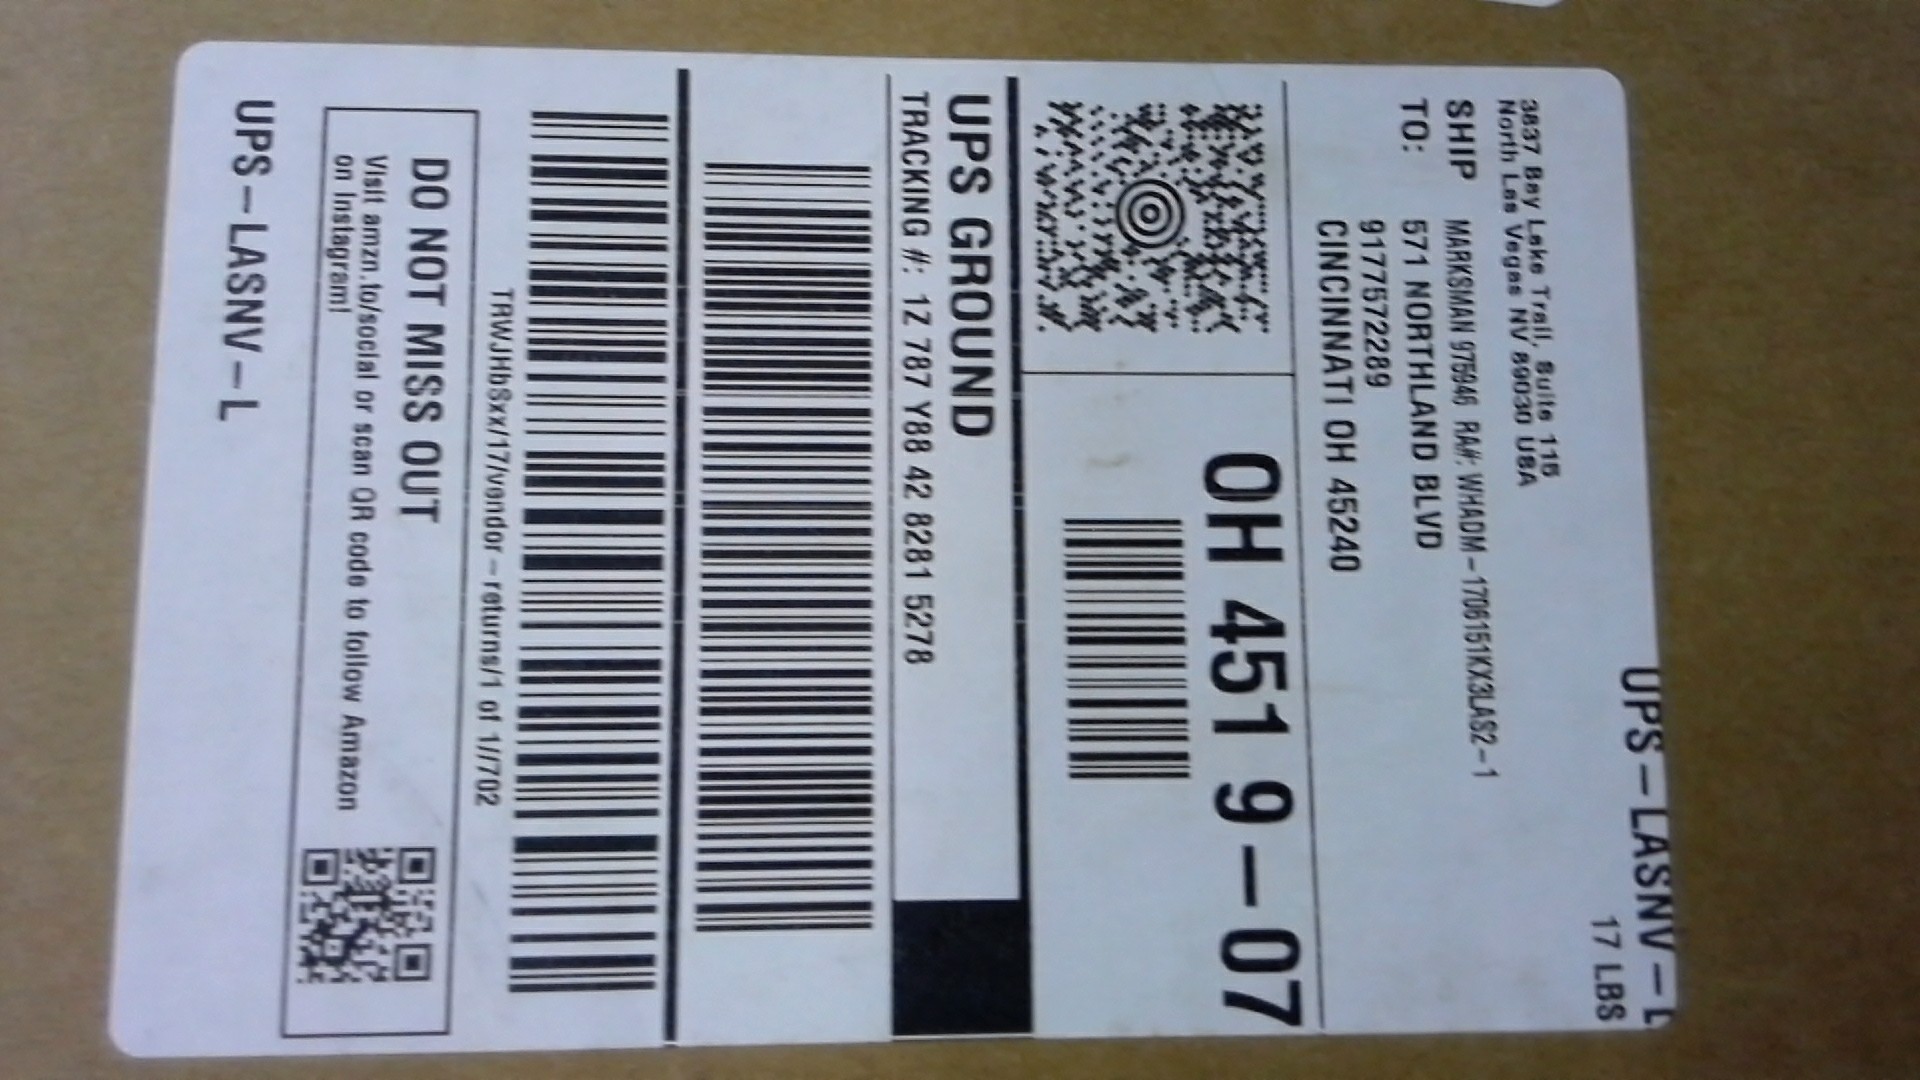 UPS-LASNV-L
17 LBS
3837 Bay Lake Trail, Suite 115
North Las Vegas NV 89030 USA
SHIP
TO:
MARKSMAN 975946 RA#: WHADM-1706151KX3LAS2-1
571 NORTHLAND BLVD
9177572289
CINCINNATI OH 45240
OH 451 9-07
UPS GROUND
TRACKING #: 1Z 787 Y88 42 8281 5278
TRWJHbSxx/17/vendor-returns/1 of 1//702
DO NOT MISS OUT
Visit amzn.to/social or scan QR code to follow Amazon
on Instagram!
UPS-LASNV-L